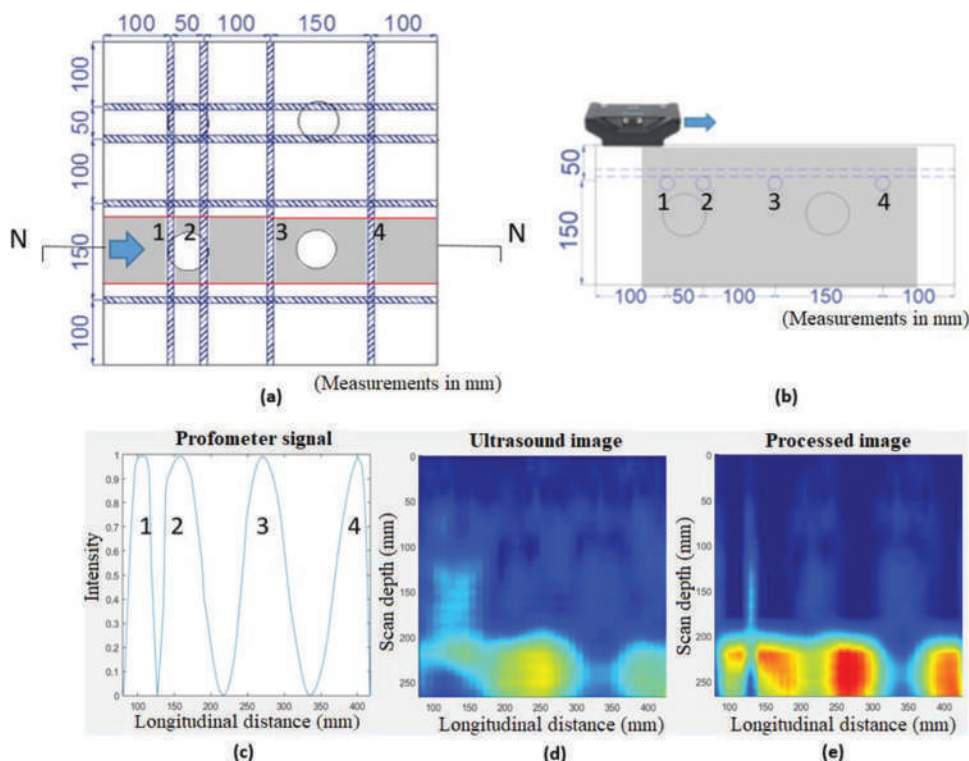 100 50 100 150 100
100
50
100
150
100
N
N
1 2 3 4
(Measurements in mm)
(a)
50
150
1 2 3 4
100 50 100 150 100
(Measurements in mm)
(b)
Profometer signal
1
0.9
0.8
0.7
0.6
0.5
0.4
0.3
0.2
0.1
0
Intensity
1 2 3 4
100 150 200 250 300 350 400
Longitudinal distance (mm)
(c)
Ultrasound image
0
50
100
150
200
250
Scan depth (mm)
100 150 200 250 300 350 400
Longitudinal distance (mm)
(d)
Processed image
0
50
100
150
200
250
Scan depth (mm)
100 150 200 250 300 350 400
Longitudinal distance (mm)
(e)